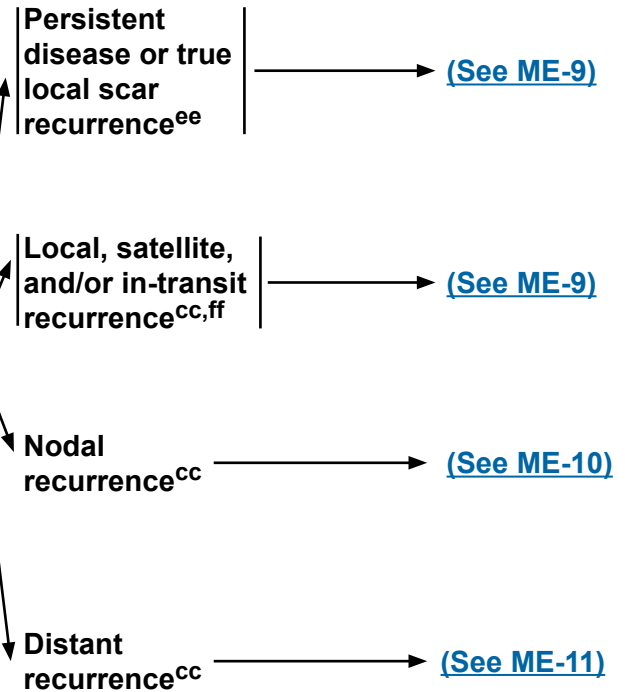 Persistent
disease or true
local scar
recurrenceee
(See ME-9)
Local, satellite,
and/or in-transit
recurrencecc,ff
(See ME-9)
Nodal
recurrencecc
(See ME-10)
Distant
recurrencecc
(See ME-11)